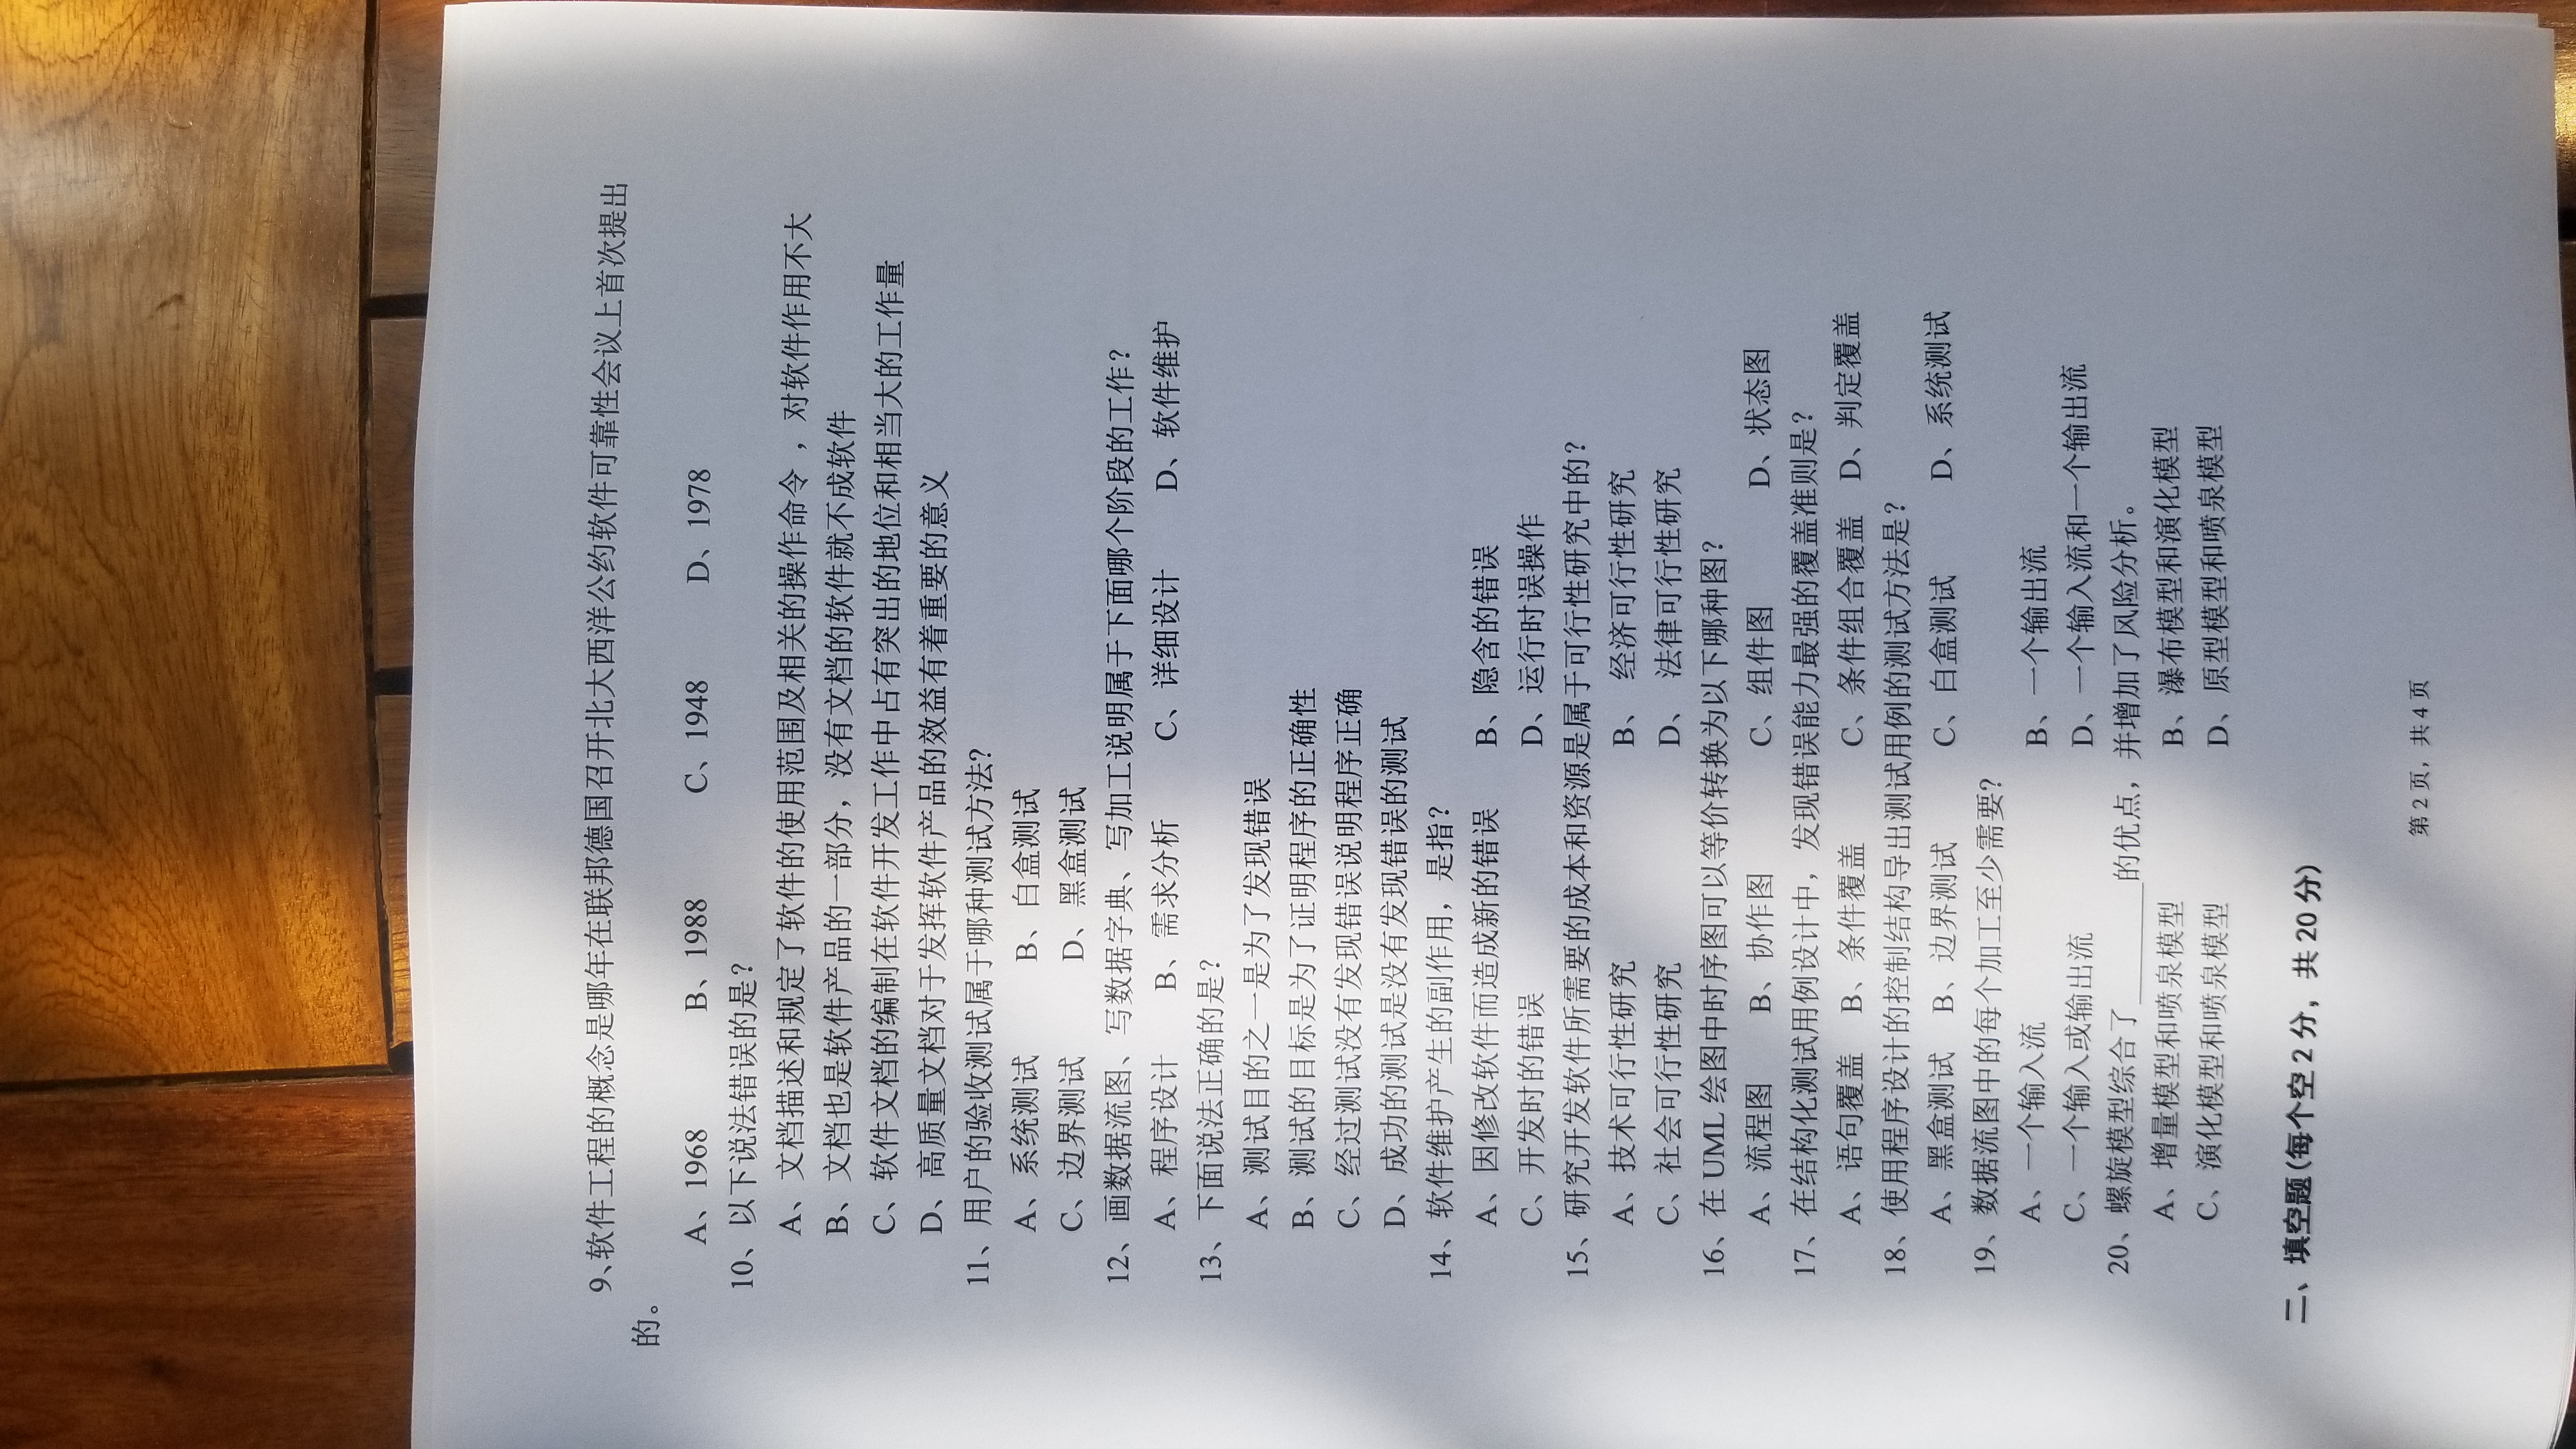 9、软件工程的概念是哪年在联邦德国召开北大西洋公约软件可靠性会议上首次提出
的。
A、1968 B、1988 C、1948 D、1978
10、以下说法错误的是？
A、文档描述和规定了软件的使用范围及相关的操作命令，对软件作用不大
B、文档也是软件产品的一部分，没有文档的软件就不成软件
C、软件文档的编制在软件开发工作中占有突出的地位和相当大的工作量
D、高质量文档对于发挥软件产品的效益有着重要的意义
11、用户的验收测试属于哪种测试方法？
A、系统测试 B、白盒测试
C、边界测试 D、黑盒测试
12、画数据流图、写数据字典、写加工说明属于下面哪个阶段的工作？
A、程序设计 B、需求分析 C、详细设计 D、软件维护
13、下面说法正确的是？
A、测试目的之一是为了发现错误
B、测试的目标是为了证明程序的正确性
C、经过测试没有发现错误说明程序正确
D、成功的测试是没有发现错误的测试
14、软件维护产生的副作用，是指？
A、因修改软件而造成新的错误 B、隐含的错误
C、开发时的错误 D、运行时误操作
15、研究开发软件所需要的成本和资源是属于可行性研究中的？
A、技术可行性研究 B、经济可行性研究
C、社会可行性研究 D、法律可行性研究
16、在 UML 绘图中时序图可以等价转换为以下哪种图？
A、流程图 B、协作图 C、组件图 D、状态图
17、在结构化测试用例设计中，发现错误能力最强的覆盖准则是？
A、语句覆盖 B、条件覆盖 C、条件组合覆盖 D、判定覆盖
18、使用程序设计的控制结构导出测试用例的测试方法是？
A、黑盒测试 B、边界测试 C、白盒测试 D、系统测试
19、数据流图中的每个加工至少需要？
A、一个输入流 B、一个输出流
C、一个输入或输出流 D、一个输入流和一个输出流
20、螺旋模型综合了________的优点，并增加了风险分析。
A、增量模型和喷泉模型 B、瀑布模型和演化模型
C、演化模型和喷泉模型 D、原型模型和喷泉模型
二、填空题(每个空 2 分，共 20 分)
第 2 页，共 4 页